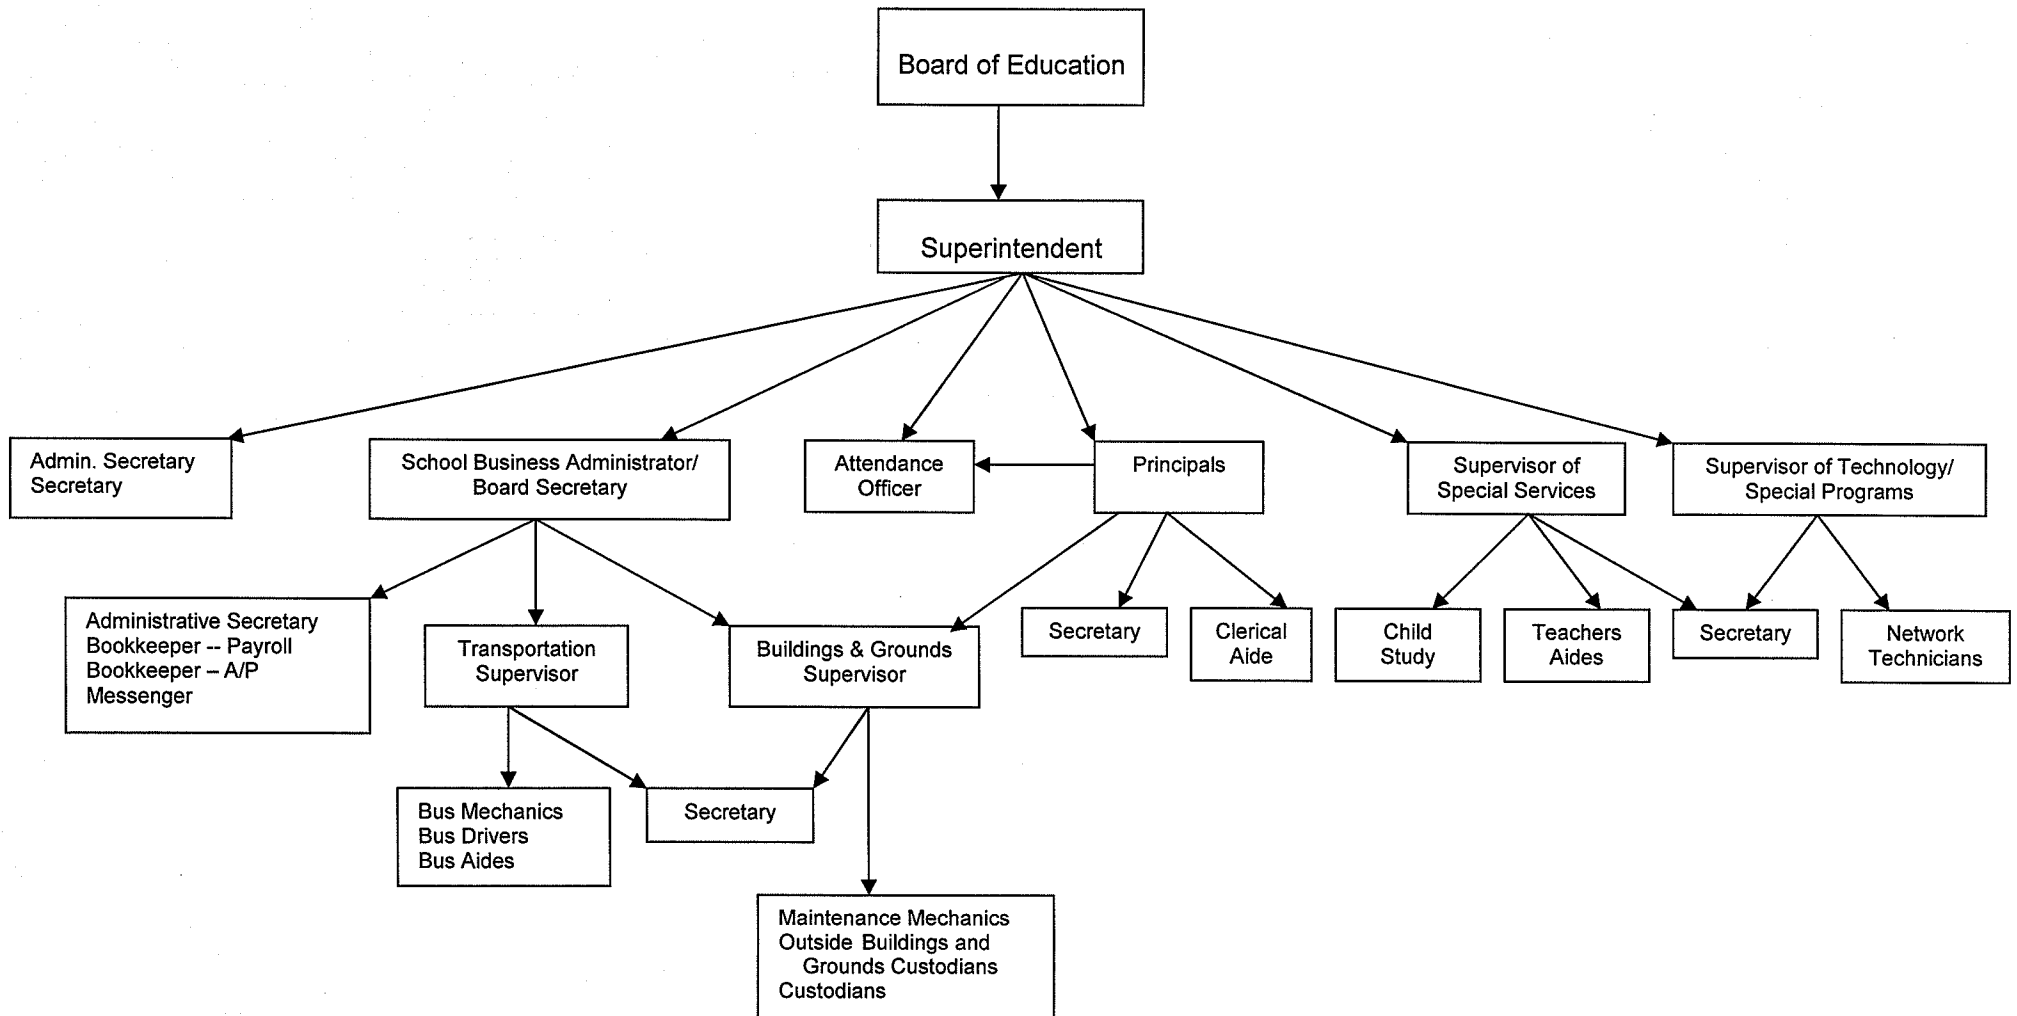 Board of Education
Superintendent
Admin. Secretary
Secretary
School Business Administrator/
Board Secretary
Attendance
Officer
Principals
Supervisor of
Special Services
Supervisor of Technology/
Special Programs
Administrative Secretary
Bookkeeper -- Payroll
Bookkeeper – A/P
Messenger
Transportation
Supervisor
Buildings & Grounds
Supervisor
Secretary
Clerical
Aide
Child
Study
Teachers
Aides
Secretary
Network
Technicians
Bus Mechanics
Bus Drivers
Bus Aides
Secretary
Maintenance Mechanics
Outside Buildings and
Grounds Custodians
Custodians